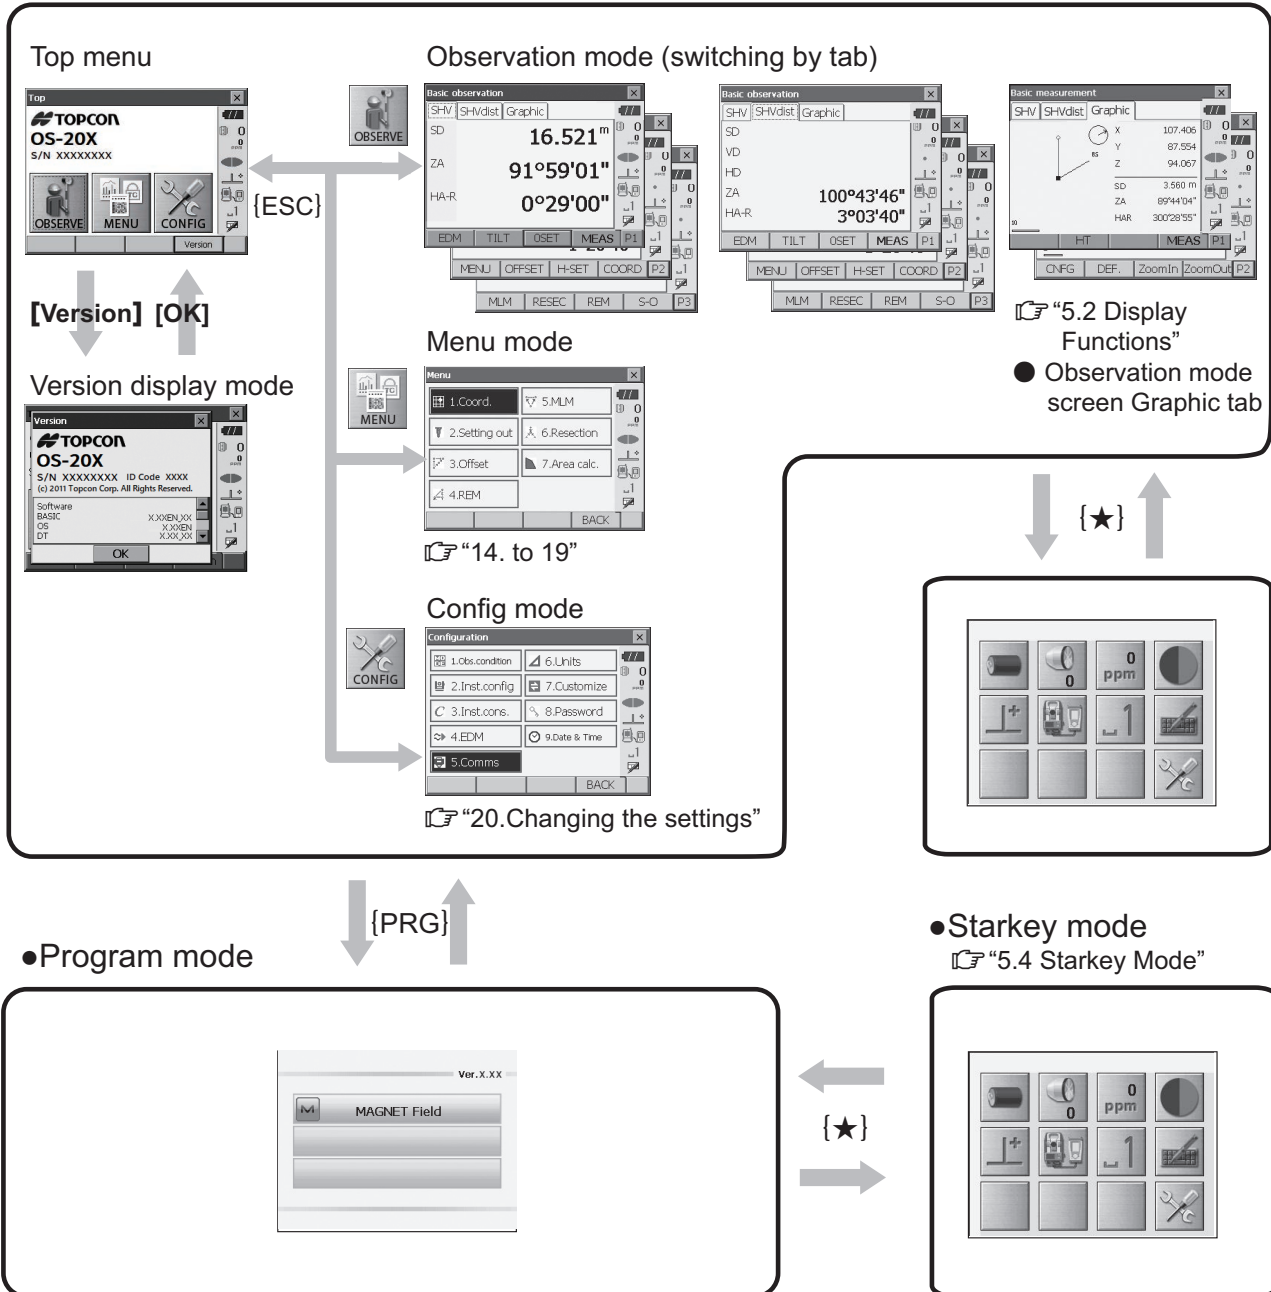 Top menu
Observation mode (switching by tab)
Top
TOPCON
OS-20X
S/N XXXXXXXX
OBSERVE
MENU
CONFIG
Version
{ESC}
OBSERVE
Basic observation
SHV SHVdist Graphic
SD 16.521 m
ZA 91°59'01"
HA-R 0°29'00"
EDM TILT 0SET MEAS P1
MENU OFFSET H-SET COORD P2
MLM RESEC REM S-O P3
Basic observation
SHV SHVdist Graphic
SD
VD
HD
ZA 100°43'46"
HA-R 3°03'40"
EDM TILT 0SET MEAS P1
MENU OFFSET H-SET COORD P2
MLM RESEC REM S-O P3
Basic measurement
SHV SHVdist Graphic
X 107.406
Y 87.554
Z 94.067
BS
SD 3.560 m
ZA 89°44'04"
HAR 300°28'55"
10
HT MEAS P1
CNFG DEF. ZoomIn ZoomOut P2
"5.2 Display
Functions"
● Observation mode
screen Graphic tab
[Version] [OK]
Version display mode
Version
TOPCON
OS-20X
S/N XXXXXXXX ID Code XXXX
(c) 2011 Topcon Corp. All Rights Reserved.
Software
BASIC X.XXEN_XX
OS X.XXEN
DT X.XX_XX
OK
Menu mode
MENU
Menu
1.Coord.
5.MLM
2.Setting out
6.Resection
3.Offset
7.Area calc.
4.REM
BACK
"14. to 19"
Config mode
CONFIG
Configuration
1.Obs.condition
6.Units
2.Inst.config
7.Customize
3.Inst.cons.
8.Password
4.EDM
9.Date & Time
5.Comms
BACK
"20.Changing the settings"
{★}
0
0
ppm
{PRG}
●Program mode
Ver.X.XX
MAGNET Field
{★}
●Starkey mode
"5.4 Starkey Mode"
0
0
ppm